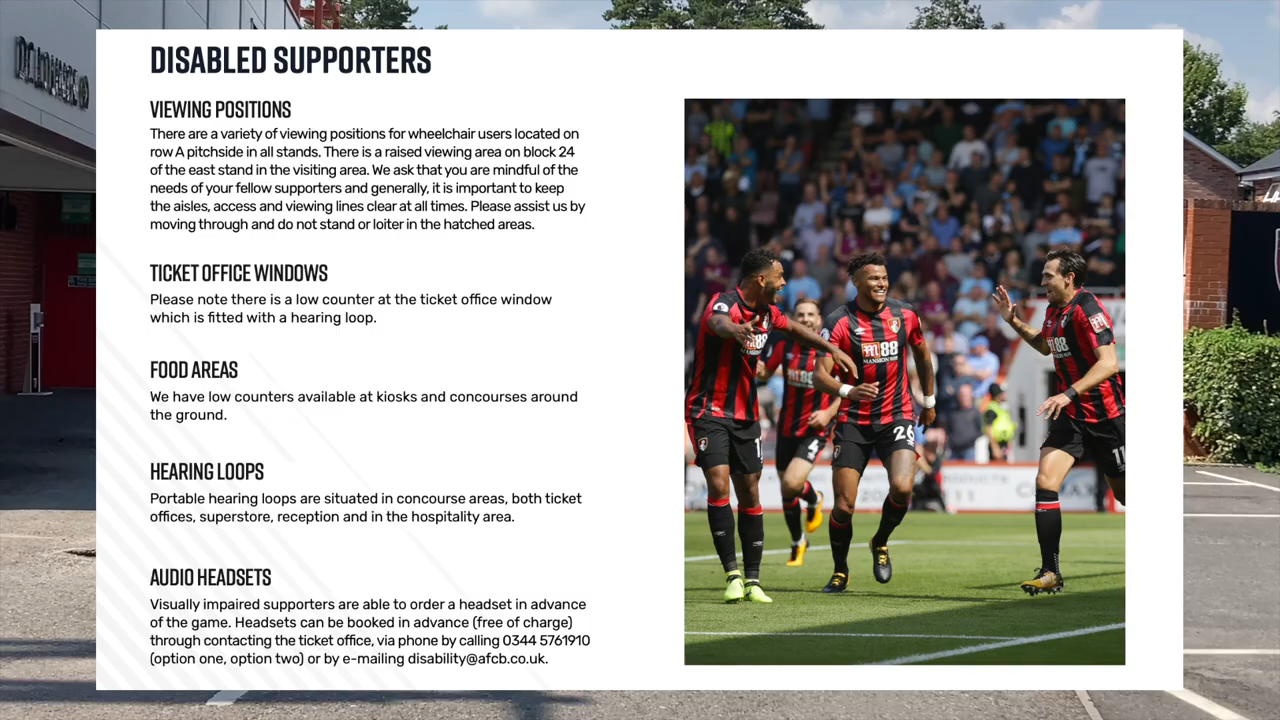 DISABLED SUPPORTERS
VIEWING POSITIONS
There are a variety of viewing positions for wheelchair users located on
row A pitchside in all stands. There is a raised viewing area on block 24
of the east stand in the visiting area. We ask that you are mindful of the
needs of your fellow supporters and generally, it is important to keep
the aisles, access and viewing lines clear at all times. Please assist us by
moving through and do not stand or loiter in the hatched areas.
TICKET OFFICE WINDOWS
Please note there is a low counter at the ticket office window
which is fitted with a hearing loop.
FOOD AREAS
We have low counters available at kiosks and concourses around
the ground.
HEARING LOOPS
Portable hearing loops are situated in concourse areas, both ticket
offices, superstore, reception and in the hospitality area.
AUDIO HEADSETS
Visually impaired supporters are able to order a headset in advance
of the game. Headsets can be booked in advance (free of charge)
through contacting the ticket office, via phone by calling 0344 5761910
(option one, option two) or by e-mailing disability@afcb.co.uk.
m88
MANSION
26
11